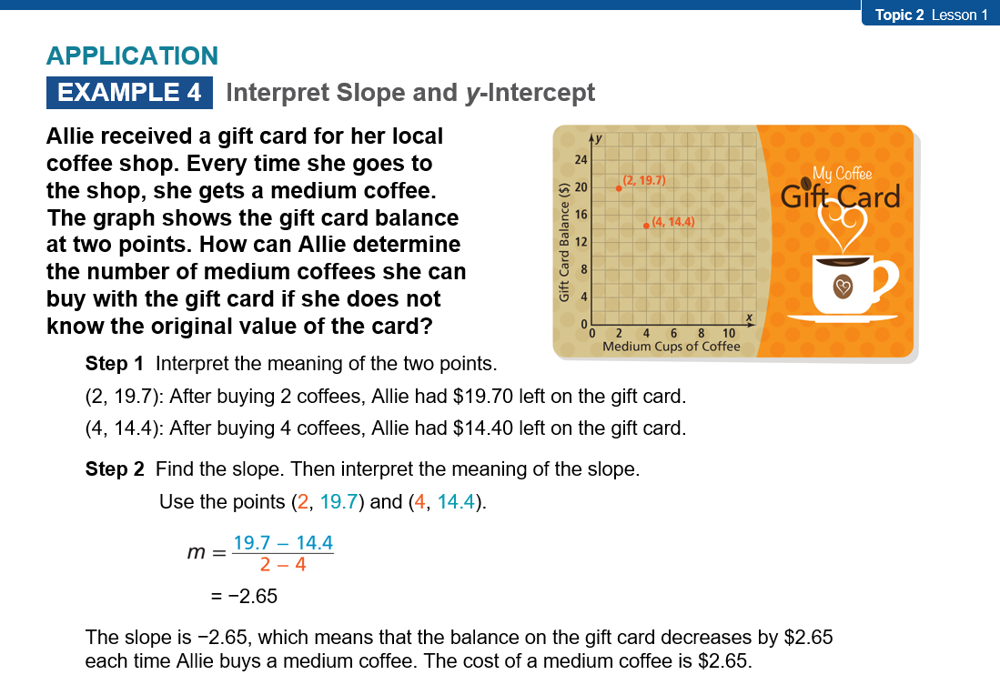 Topic 2 Lesson 1
APPLICATION
EXAMPLE 4 Interpret Slope and y-Intercept
Allie received a gift card for her local
coffee shop. Every time she goes to
the shop, she gets a medium coffee.
The graph shows the gift card balance
at two points. How can Allie determine
the number of medium coffees she can
buy with the gift card if she does not
know the original value of the card?
y
24
20
16
12
8
4
0
Gift Card Balance ($)
(2, 19.7)
(4, 14.4)
x
0 2 4 6 8 10
Medium Cups of Coffee
My Coffee
Gift Card
Step 1 Interpret the meaning of the two points.
(2, 19.7): After buying 2 coffees, Allie had $19.70 left on the gift card.
(4, 14.4): After buying 4 coffees, Allie had $14.40 left on the gift card.
Step 2 Find the slope. Then interpret the meaning of the slope.
Use the points (2, 19.7) and (4, 14.4).
m = 19.7 – 14.4
2 – 4
= −2.65
The slope is −2.65, which means that the balance on the gift card decreases by $2.65
each time Allie buys a medium coffee. The cost of a medium coffee is $2.65.